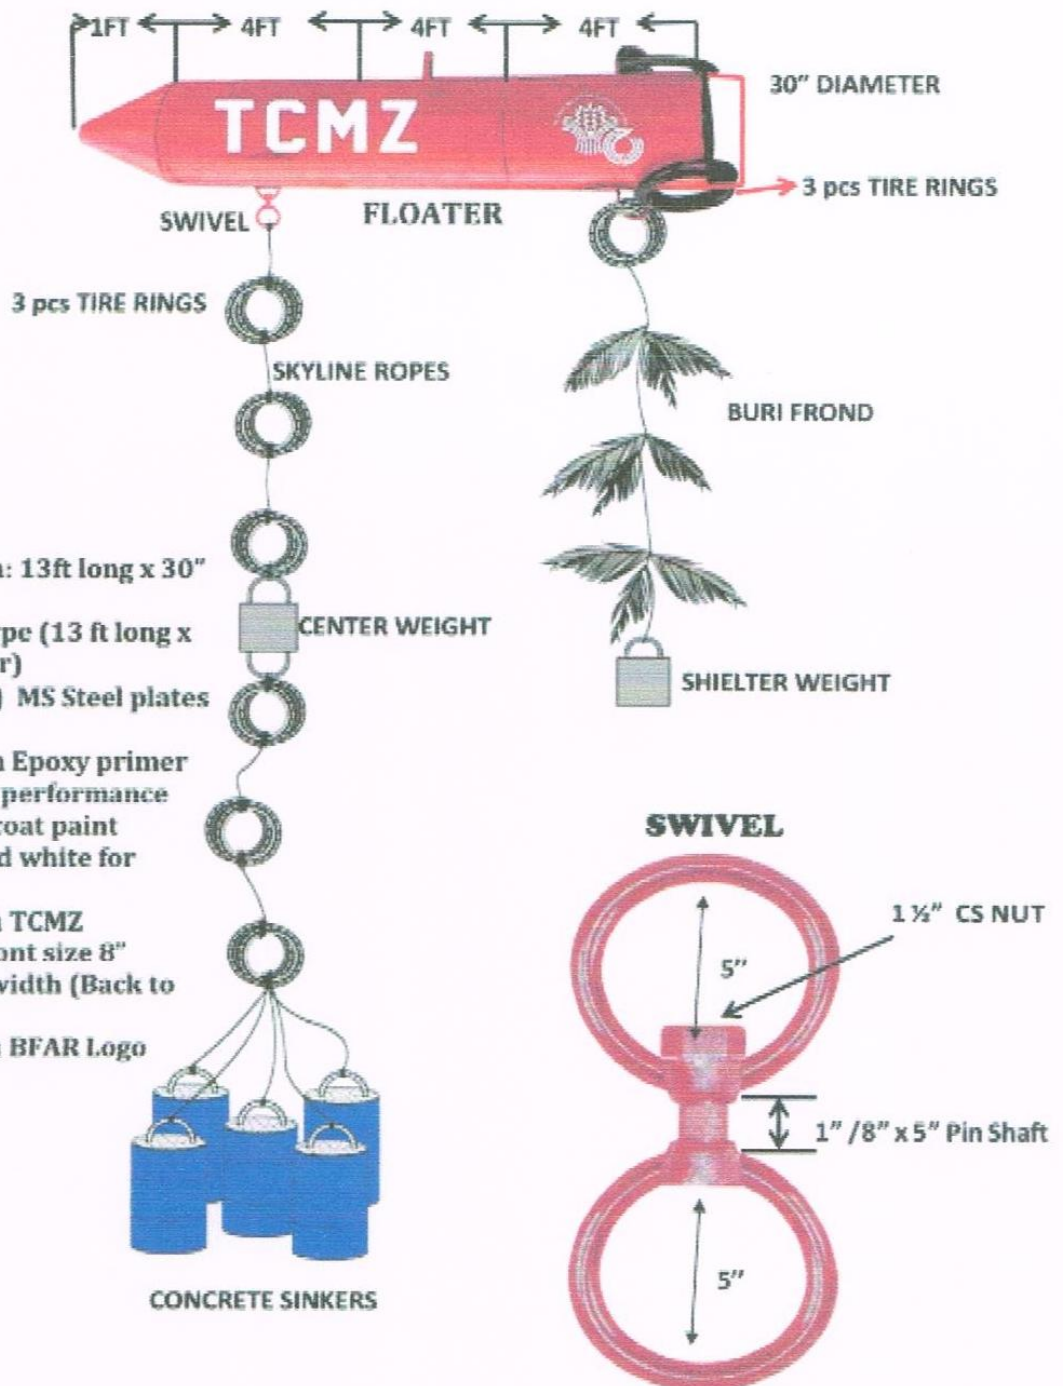 1FT 4FT 4FT 4FT
TCMZ
30" DIAMETER
3 pcs TIRE RINGS
SWIVEL
FLOATER
3 pcs TIRE RINGS
SKYLINE ROPES
BURI FROND
: 13ft long x 30"
(13 ft long x
CENTER WEIGHT
r)
) MS Steel plates
SHIELTER WEIGHT
Epoxy primer
performance
coat paint
white for
TCMZ
font size 8"
width (Back to
BFAR Logo
SWIVEL
1 ½" CS NUT
5"
1"/8" x 5" Pin Shaft
5"
CONCRETE SINKERS